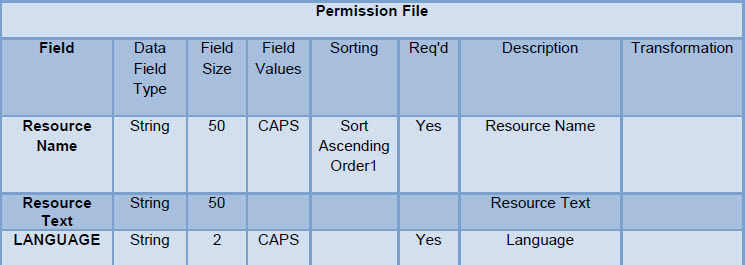 Permission File
Field Data Field Type Field Size Field Values Sorting Req'd Description Transformation
Resource Name String 50 CAPS Sort Ascending Order1 Yes Resource Name
Resource Text String 50 Resource Text
LANGUAGE String 2 CAPS Yes Language